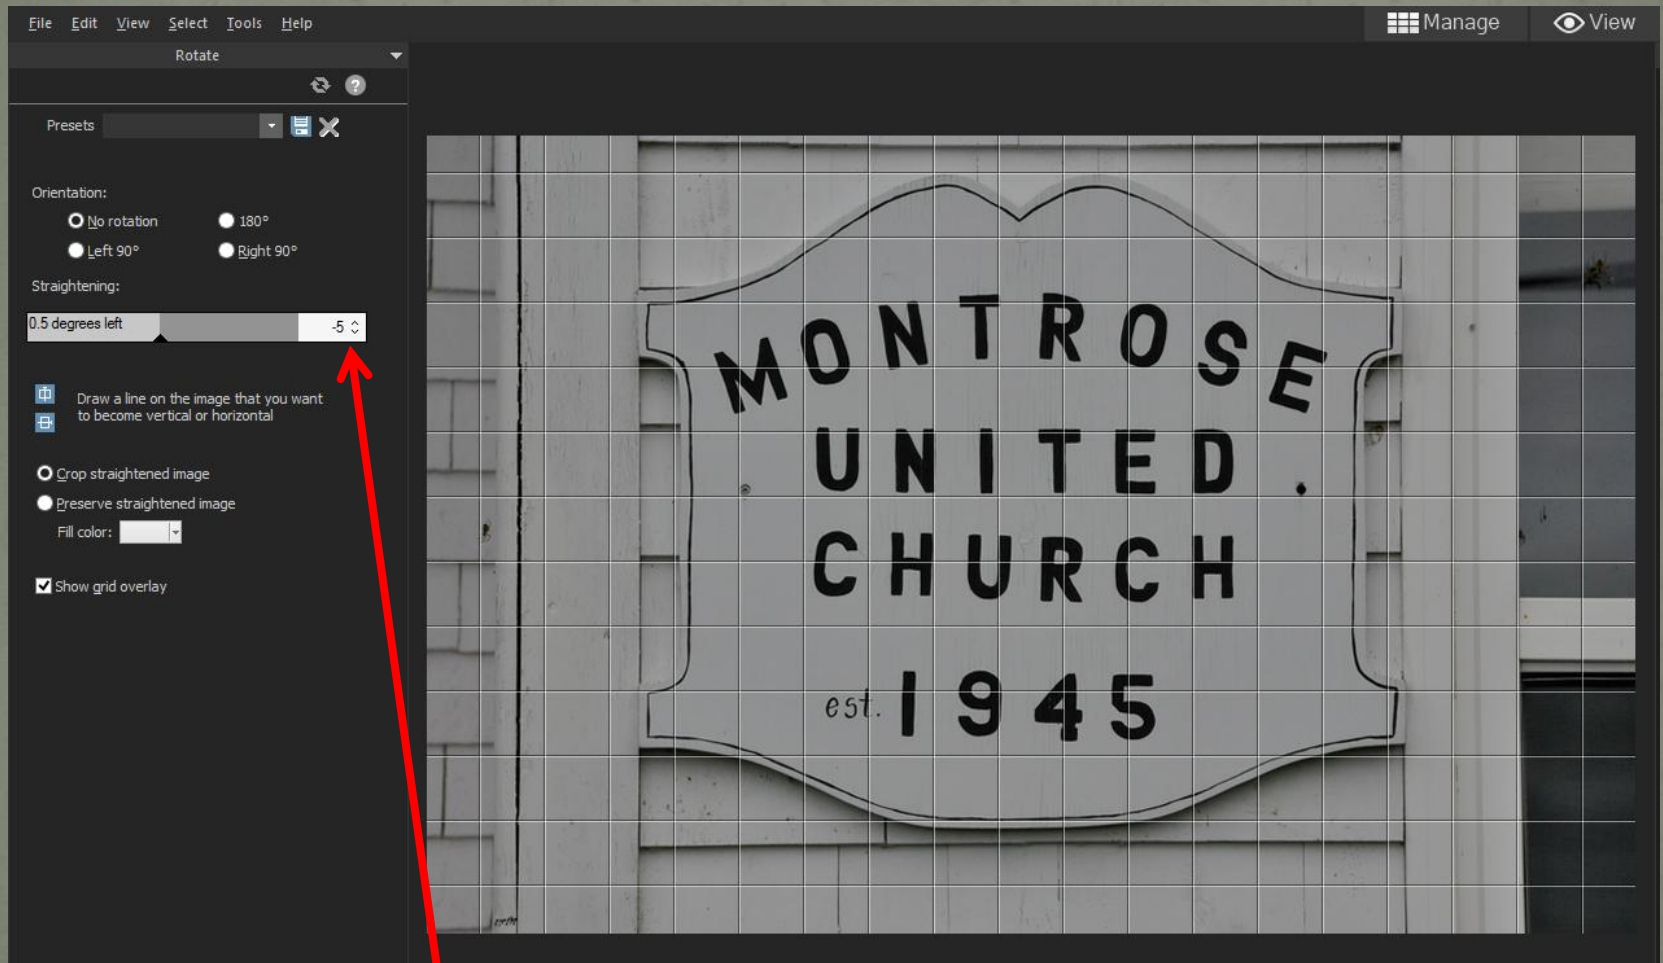 File Edit View Select Tools Help
Manage View
Rotate
?
Presets
Orientation:
No rotation 180°
Left 90° Right 90°
Straightening:
0.5 degrees left -5
Draw a line on the image that you want
to become vertical or horizontal
Crop straightened image
Preserve straightened image
Fill color:
Show grid overlay
MONTROSE
UNITED
CHURCH
est. 1945